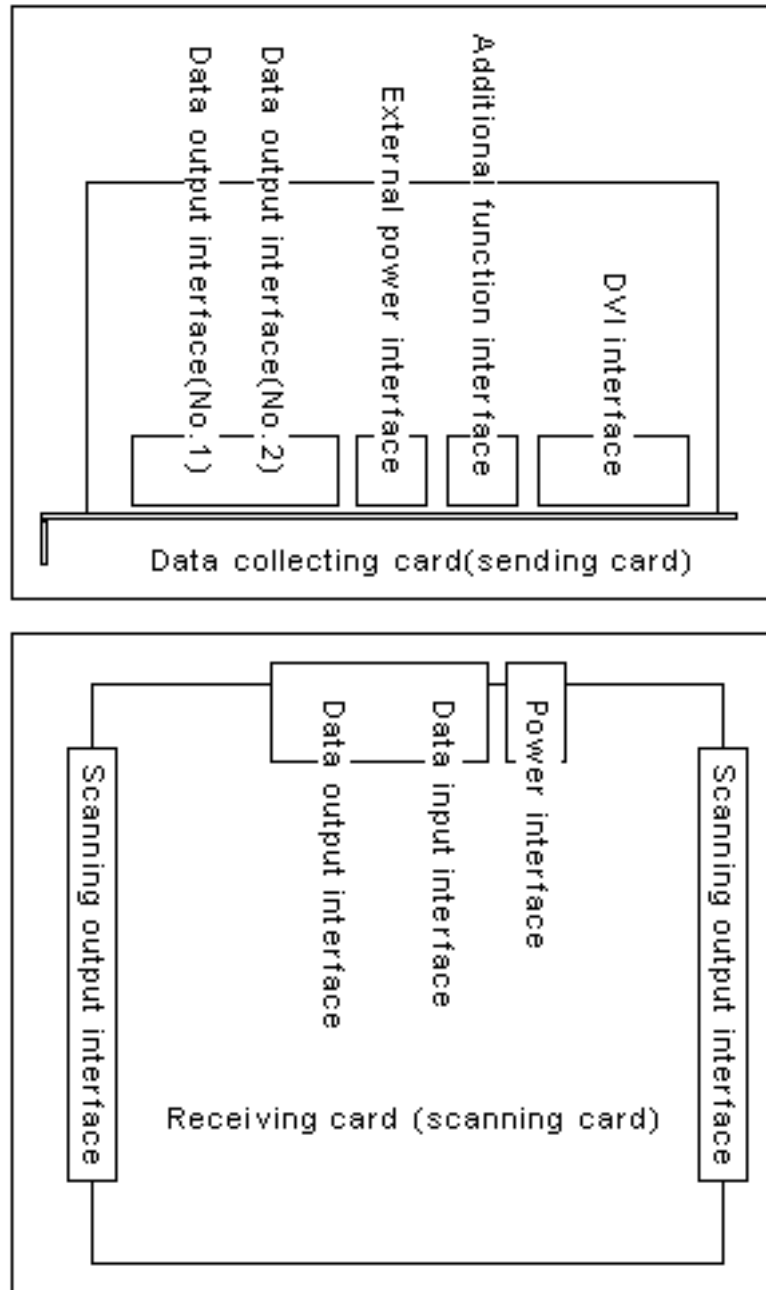 Data output interface(No.1)
Data output interface(No.2)
External power interface
Additional function interface
DVI interface
Data collecting card(sending card)
Scanning output interface
Data output interface
Data input interface
Power interface
Scanning output interface
Receiving card (scanning card)